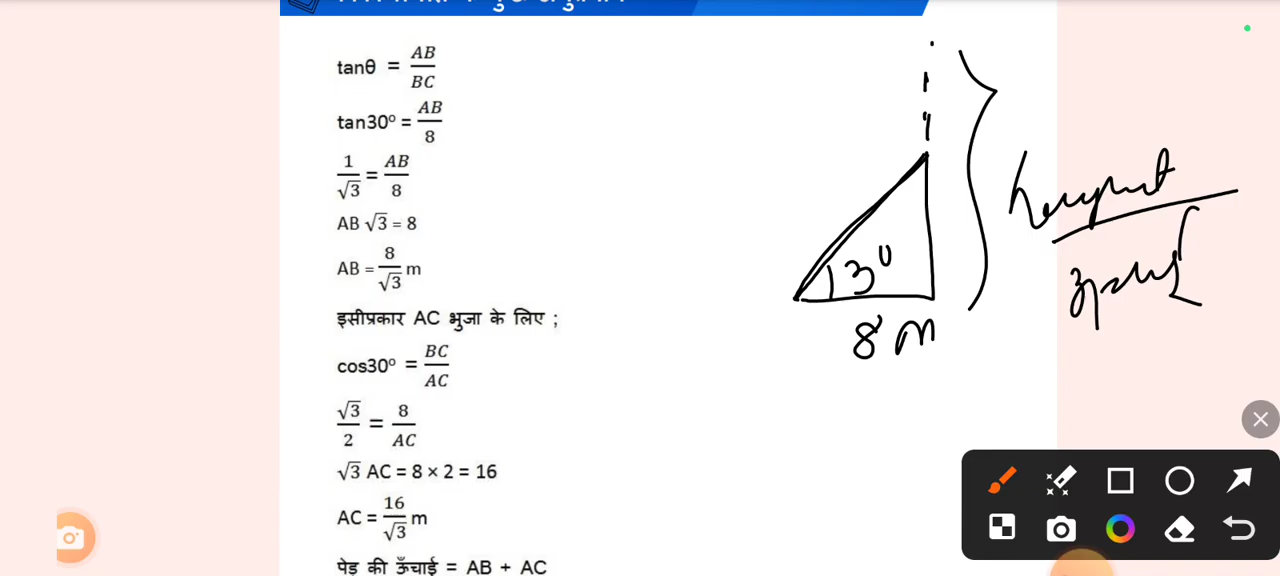 tanθ = AB/BC
tan30° = AB/8
1/√3 = AB/8
AB √3 = 8
AB = 8/√3 m
इसीप्रकार AC भुजा के लिए ;
cos30° = BC/AC
√3/2 = 8/AC
√3 AC = 8 × 2 = 16
AC = 16/√3 m
पेड़ की ऊँचाई = AB + AC
30
8 m